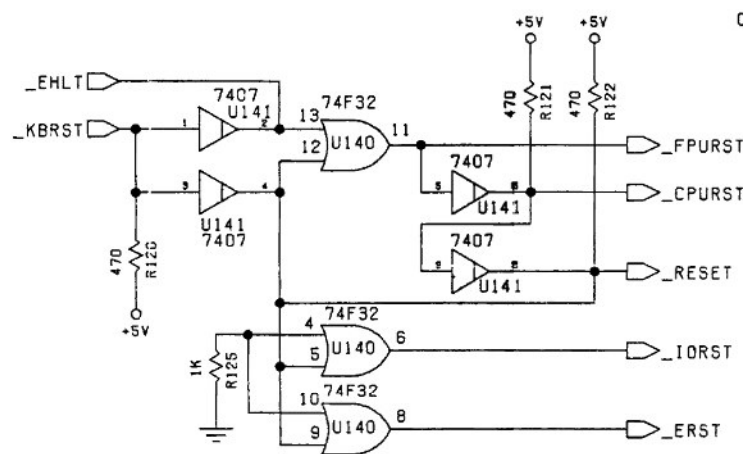 +5V
+5V
_EHLT
7407
U141
74F32
470
R121
470
R122
_KBRST
1
2
13
12
U140
11
_FPURST
7407
3
4
5
6
_CPURST
U141
7407
U141
7407
470
R120
9
8
_RESET
U141
+5V
74F32
4
5
U140
6
_IORST
1K
R125
74F32
10
9
U140
8
_ERST